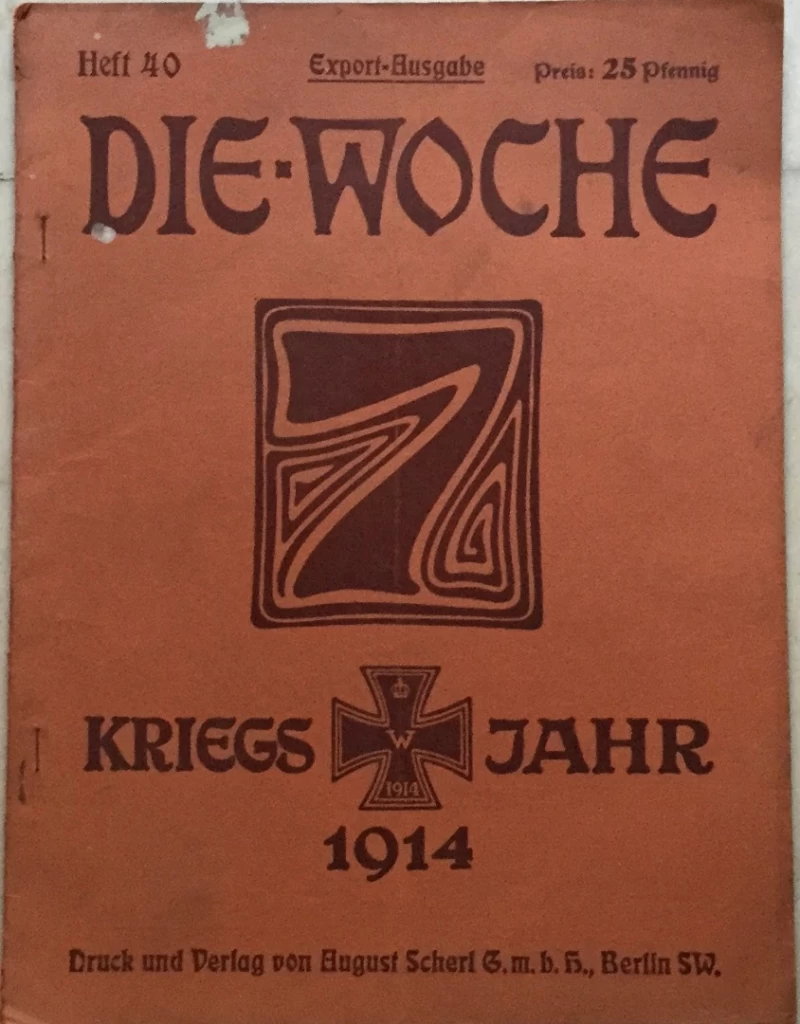 Heft 40 Export-Ausgabe Preis: 25 Pfennig
DIE-WOCHE
7
W
KRIEGS JAHR
1914
1914
Druck und Verlag von August Scherl G.m.b.H., Berlin SW.